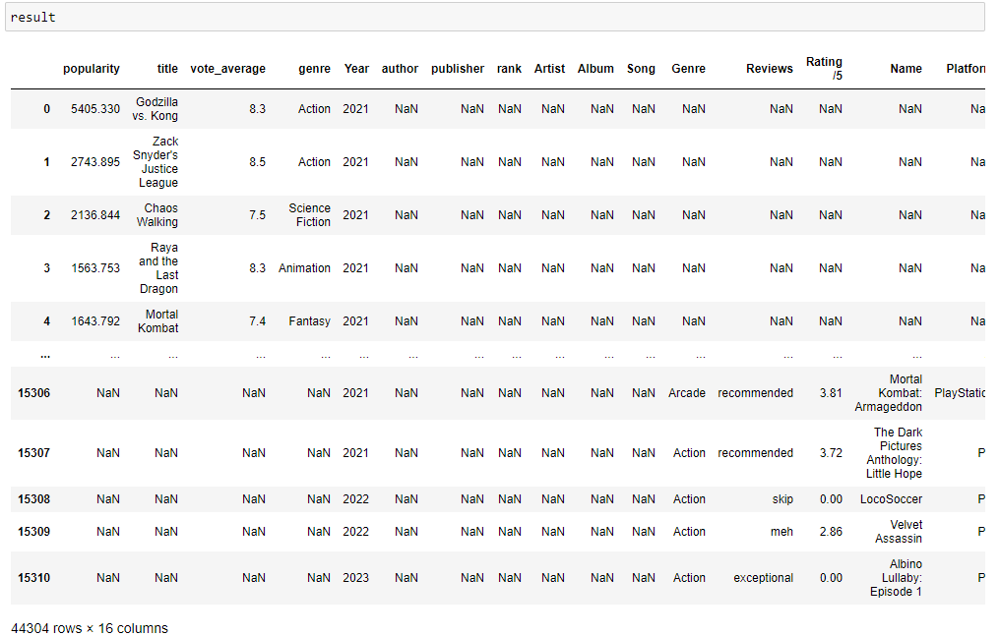 result
popularity title vote_average genre Year author publisher rank Artist Album Song Genre Reviews Rating /5 Name Platforn
0 5405.330 Godzilla vs. Kong 8.3 Action 2021 NaN NaN NaN NaN NaN NaN NaN NaN NaN NaN Na
1 2743.895 Zack Snyder's Justice League 8.5 Action 2021 NaN NaN NaN NaN NaN NaN NaN NaN NaN NaN Na
2 2136.844 Chaos Walking 7.5 Science Fiction 2021 NaN NaN NaN NaN NaN NaN NaN NaN NaN NaN Na
3 1563.753 Raya and the Last Dragon 8.3 Animation 2021 NaN NaN NaN NaN NaN NaN NaN NaN NaN NaN Na
4 1643.792 Mortal Kombat 7.4 Fantasy 2021 NaN NaN NaN NaN NaN NaN NaN NaN NaN NaN Na
... ... ... ... ... ... ... ... ... ... ... ... ... ... ... ...
15306 NaN NaN NaN NaN 2021 NaN NaN NaN NaN NaN NaN Arcade recommended 3.81 Mortal Kombat: Armageddon PlayStatio
15307 NaN NaN NaN NaN 2021 NaN NaN NaN NaN NaN NaN Action recommended 3.72 The Dark Pictures Anthology: Little Hope P
15308 NaN NaN NaN NaN 2022 NaN NaN NaN NaN NaN NaN Action skip 0.00 LocoSoccer P
15309 NaN NaN NaN NaN 2022 NaN NaN NaN NaN NaN NaN Action meh 2.86 Velvet Assassin P
15310 NaN NaN NaN NaN 2023 NaN NaN NaN NaN NaN NaN Action exceptional 0.00 Albino Lullaby: Episode 1 P
44304 rows × 16 columns